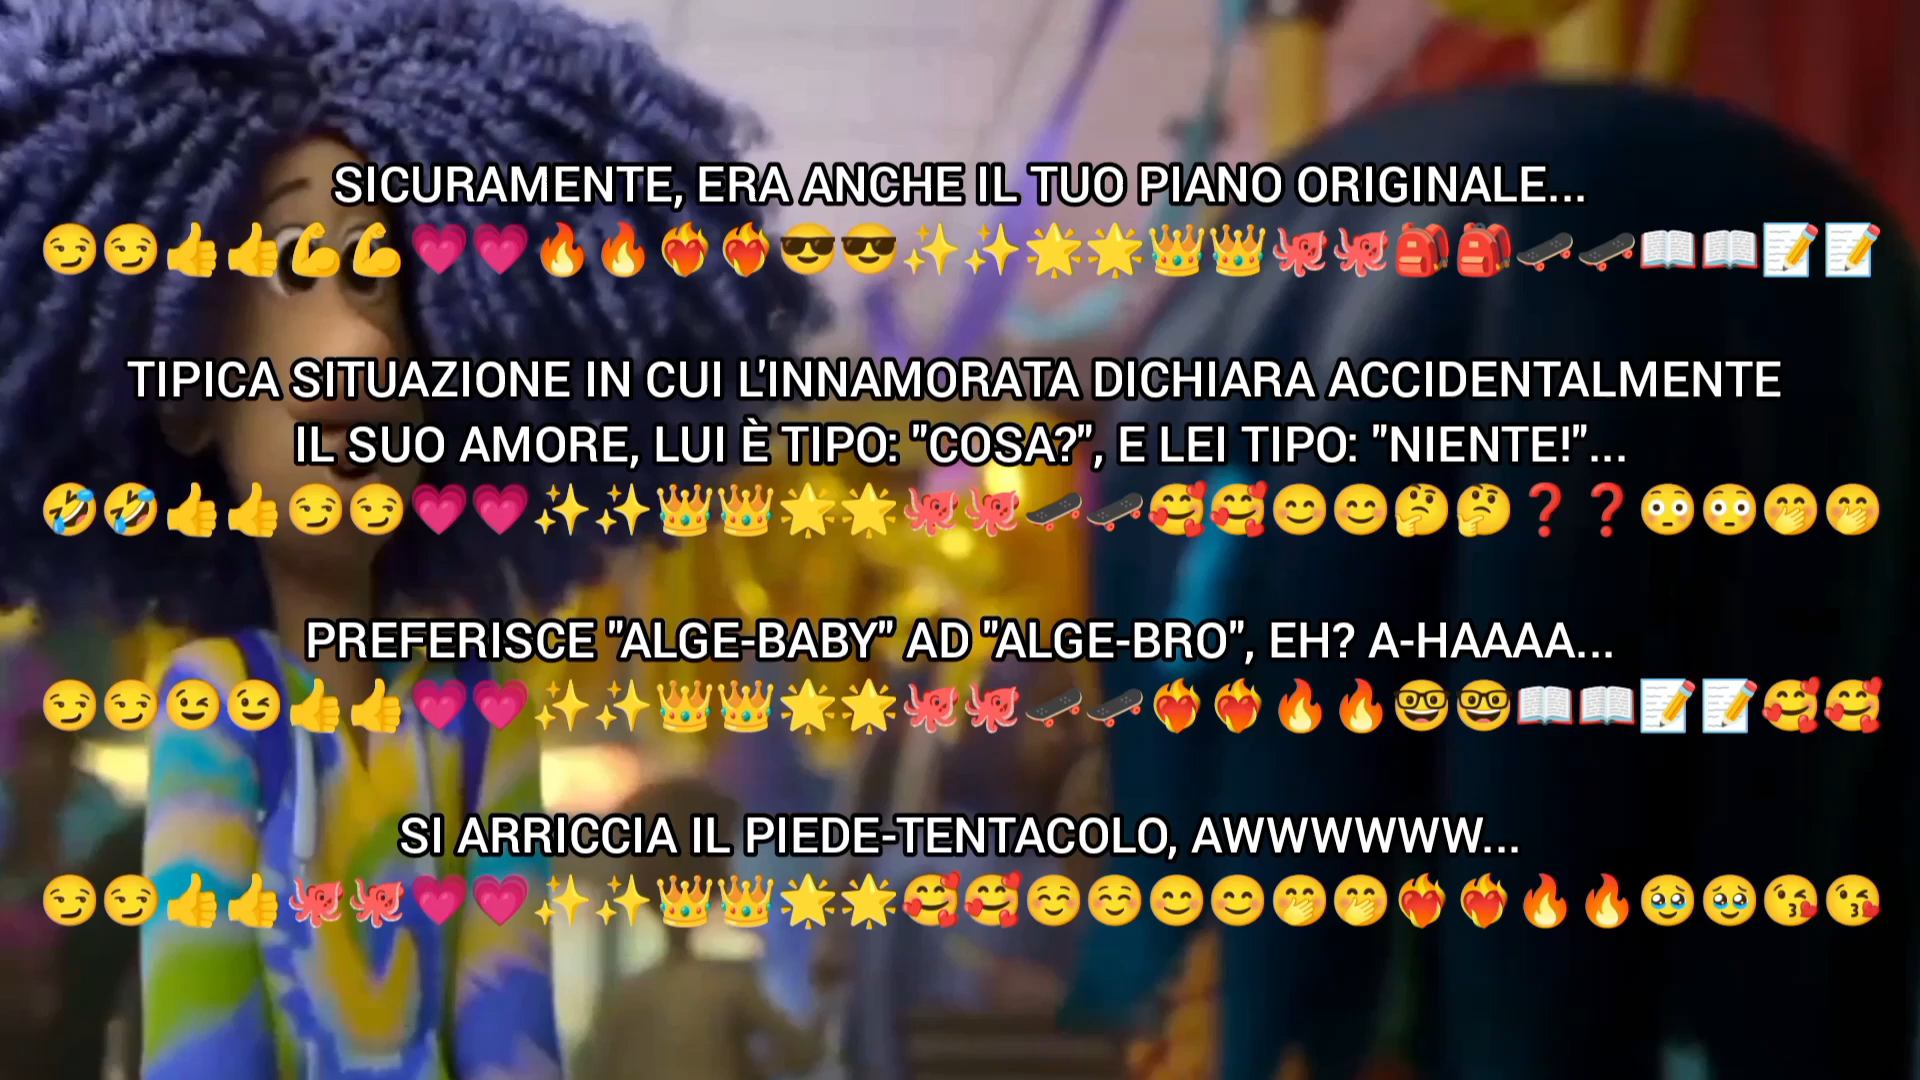 SICURAMENTE, ERA ANCHE IL TUO PIANO ORIGINALE...
😏😏👍👍💪💪💗💗🔥🔥❤️‍🔥❤️‍🔥😎😎✨✨🌟🌟👑👑🐙🐙🎒🎒🛹🛹📖📖📝📝
TIPICA SITUAZIONE IN CUI L'INNAMORATA DICHIARA ACCIDENTALMENTE
IL SUO AMORE, LUI È TIPO: "COSA?", E LEI TIPO: "NIENTE!"...
🤣🤣👍👍😏😏💗💗✨✨👑👑🌟🌟🐙🐙🛹🛹🥰🥰😊😊🤔🤔❓❓😳😳🤭🤭
PREFERISCE "ALGE-BABY" AD "ALGE-BRO", EH? A-HAAAA...
😏😏😉😉👍👍💗💗✨✨👑👑🌟🌟🐙🐙🛹🛹❤️‍🔥❤️‍🔥🔥🔥🤓🤓📖📖📝📝🥰🥰
SI ARRICCIA IL PIEDE-TENTACOLO, AWWWWWW...
😏😏👍👍🐙🐙💗💗✨✨👑👑🌟🌟🥰🥰☺️☺️😊😊🤭🤭❤️‍🔥❤️‍🔥🔥🔥🥹🥹😘😘